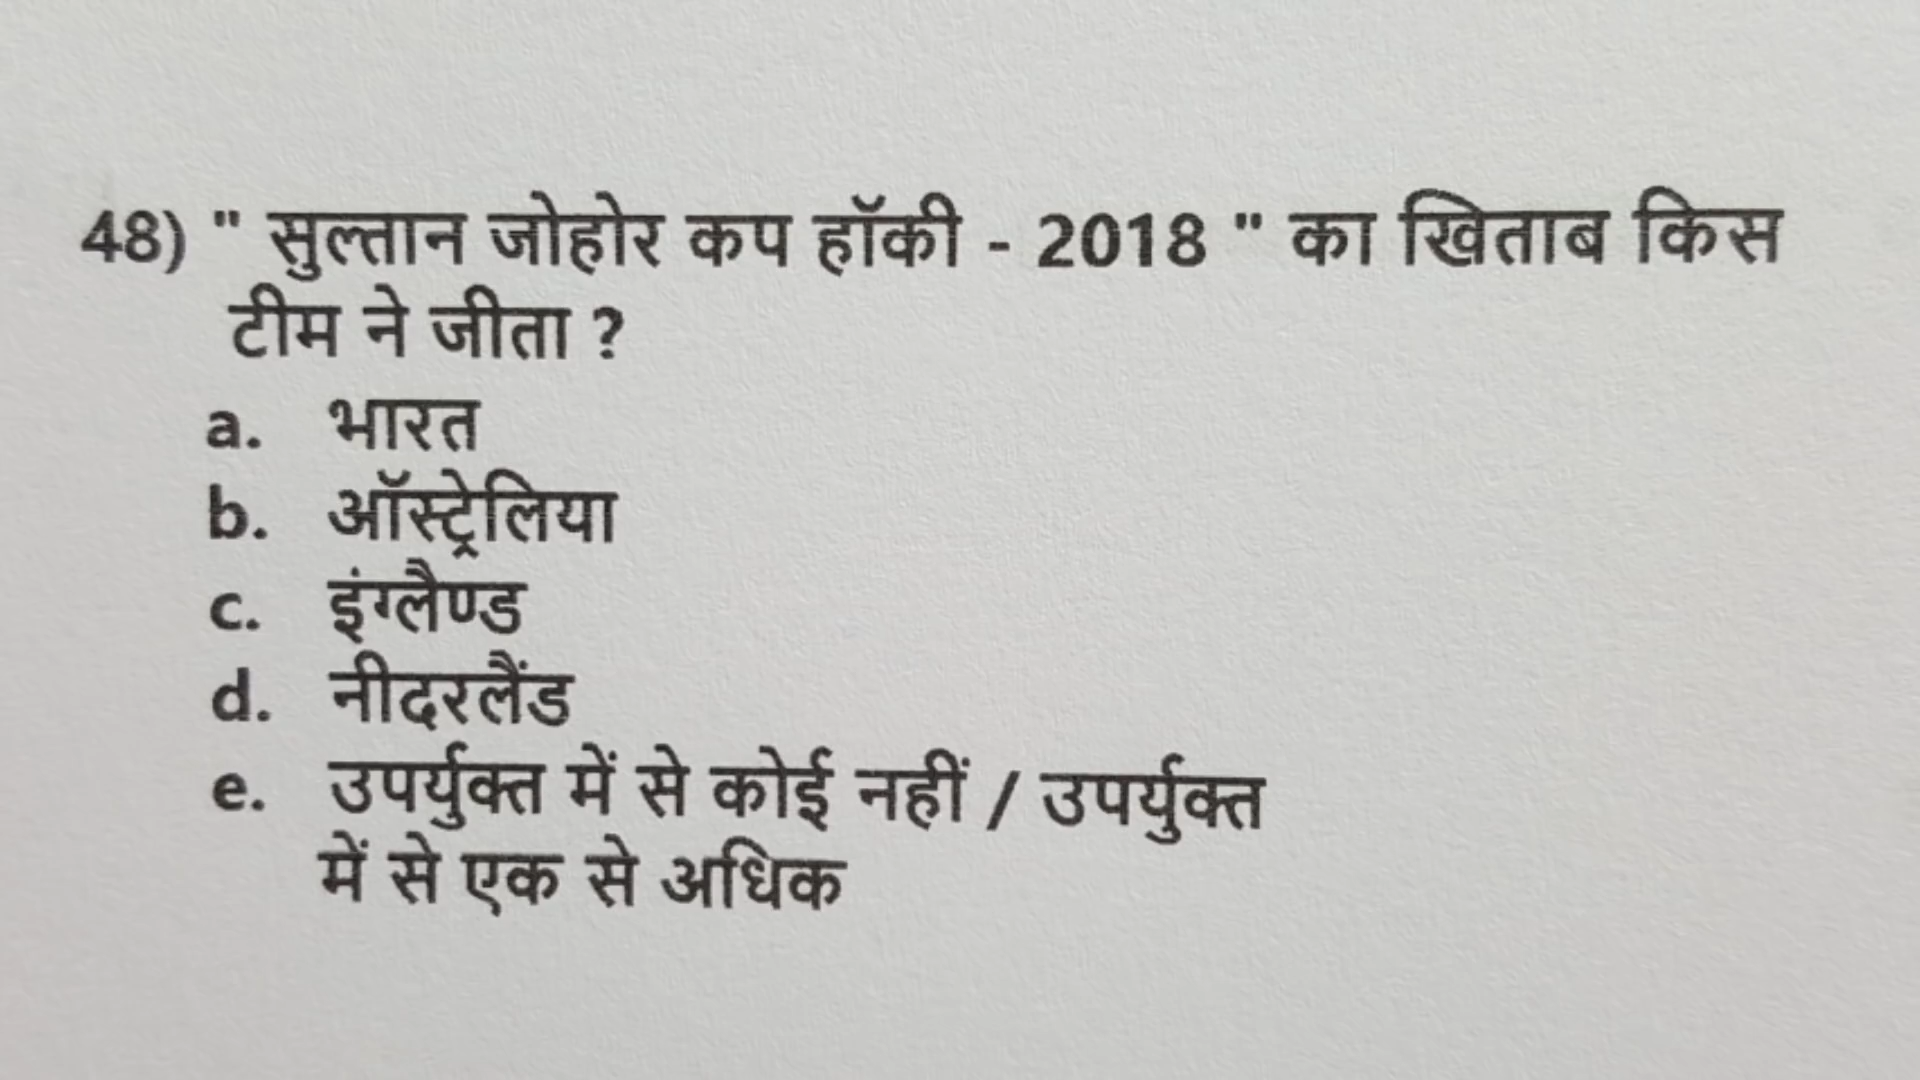 48) " सुल्तान जोहोर कप हॉकी - 2018 " का खिताब किस
टीम ने जीता ?
a. भारत
b. ऑस्ट्रेलिया
c. इंग्लैण्ड
d. नीदरलैंड
e. उपर्युक्त में से कोई नहीं / उपर्युक्त
में से एक से अधिक